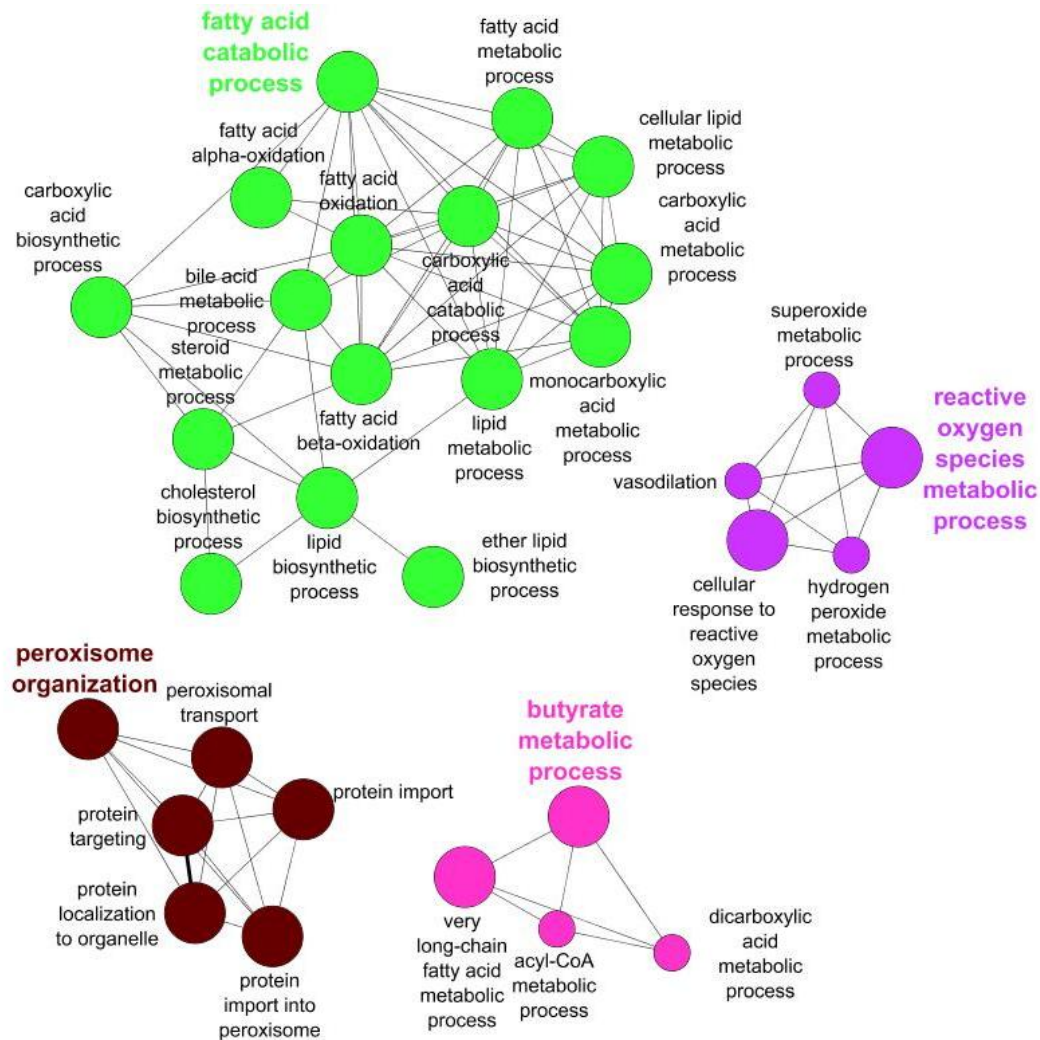 fatty acid
catabolic
process
fatty acid
metabolic
process
cellular lipid
metabolic
process
fatty acid
alpha-oxidation
fatty acid
oxidation
carboxylic
acid
biosynthetic
process
carboxylic
acid
metabolic
process
bile acid
metabolic
process
carboxylic
acid
catabolic
process
steroid
metabolic
process
fatty acid
beta-oxidation
lipid
metabolic
process
monocarboxylic
acid
metabolic
process
cholesterol
biosynthetic
process
lipid
biosynthetic
process
ether lipid
biosynthetic
process
superoxide
metabolic
process
reactive
oxygen
species
metabolic
process
vasodilation
cellular
response to
reactive
oxygen
species
hydrogen
peroxide
metabolic
process
peroxisome
organization
peroxisomal
transport
protein import
protein
targeting
protein
localization
to organelle
protein
import into
peroxisome
butyrate
metabolic
process
very
long-chain
fatty acid
metabolic
process
acyl-CoA
metabolic
process
dicarboxylic
acid
metabolic
process